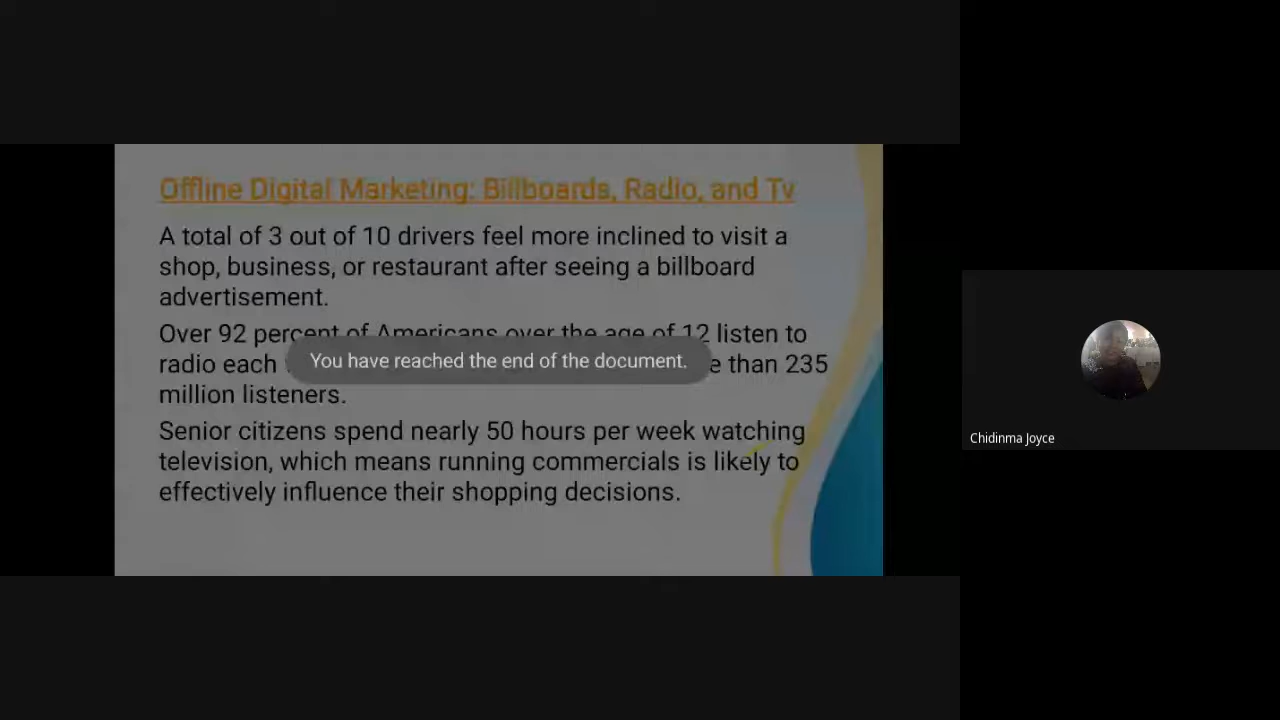 Offline Digital Marketing: Billboards, Radio, and Tv
A total of 3 out of 10 drivers feel more inclined to visit a
shop, business, or restaurant after seeing a billboard
advertisement.
Over 92 percent of Americans over the age of 12 listen to
radio each
You have reached the end of the document.
e than 235
million listeners.
Senior citizens spend nearly 50 hours per week watching
television, which means running commercials is likely to
effectively influence their shopping decisions.
Chidinma Joyce